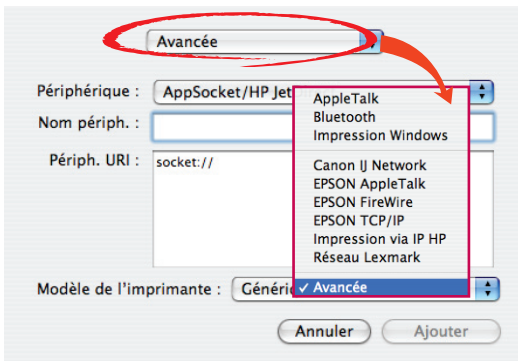 Avancée
Périphérique : AppSocket/HP Jet
Nom périph. :
Périph. URI : socket://
AppleTalk
Bluetooth
Impression Windows
Canon IJ Network
EPSON AppleTalk
EPSON FireWire
EPSON TCP/IP
Impression via IP HP
Réseau Lexmark
✓ Avancée
Modèle de l'imprimante : Généri
Annuler Ajouter